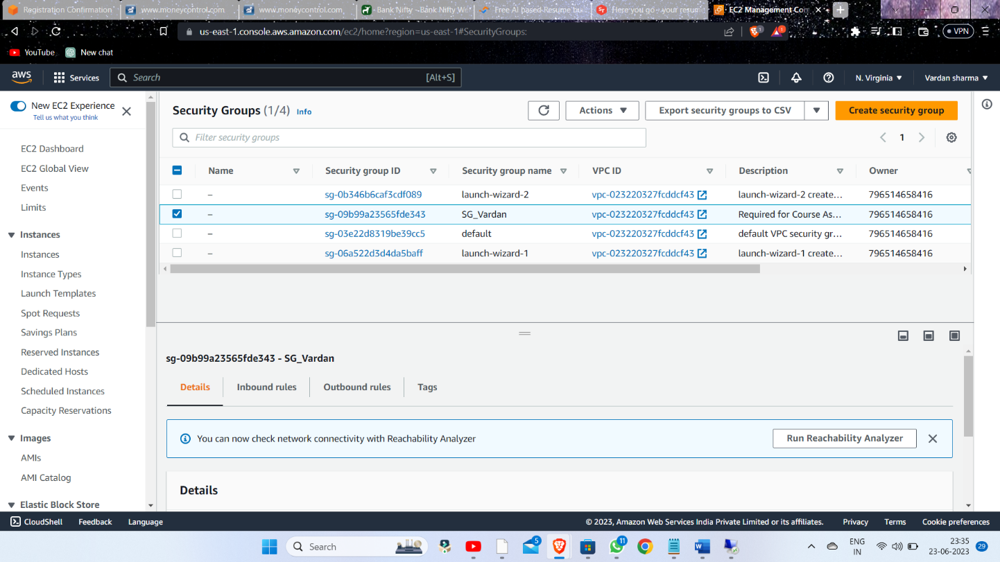 Registration Confirmation
www.moneycontrol.com
www.moneycontrol.com
Bank Nifty ~Bank Nifty We
Free AI based Resume bu
Here you go – your resum
EC2 Management Con
us-east-1.console.aws.amazon.com/ec2/home?region=us-east-1#SecurityGroups:
1
1
VPN
YouTube
New chat
aws
Services
Search
[Alt+S]
N. Virginia
Vardan sharma
New EC2 Experience
Tell us what you think
EC2 Dashboard
EC2 Global View
Events
Limits
Instances
Instances
Instance Types
Launch Templates
Spot Requests
Savings Plans
Reserved Instances
Dedicated Hosts
Scheduled Instances
Capacity Reservations
Images
AMIs
AMI Catalog
Elastic Block Store
Security Groups (1/4) Info
Actions
Export security groups to CSV
Create security group
Filter security groups
1
Name Security group ID Security group name VPC ID Description Owner
– sg-0b346b6caf3cdf089 launch-wizard-2 vpc-023220327fcddcf43 launch-wizard-2 create... 796514658416
– sg-09b99a23565fde343 SG_Vardan vpc-023220327fcddcf43 Required for Course As... 796514658416
– sg-03e22d8319be39cc5 default vpc-023220327fcddcf43 default VPC security gr... 796514658416
– sg-06a522d3d4da5baff launch-wizard-1 vpc-023220327fcddcf43 launch-wizard-1 create... 796514658416
sg-09b99a23565fde343 - SG_Vardan
Details
Inbound rules
Outbound rules
Tags
You can now check network connectivity with Reachability Analyzer
Run Reachability Analyzer
Details
CloudShell
Feedback
Language
© 2023, Amazon Web Services India Private Limited or its affiliates.
Privacy
Terms
Cookie preferences
Search
5
11
ENG
IN
23:35
23-06-2023
29